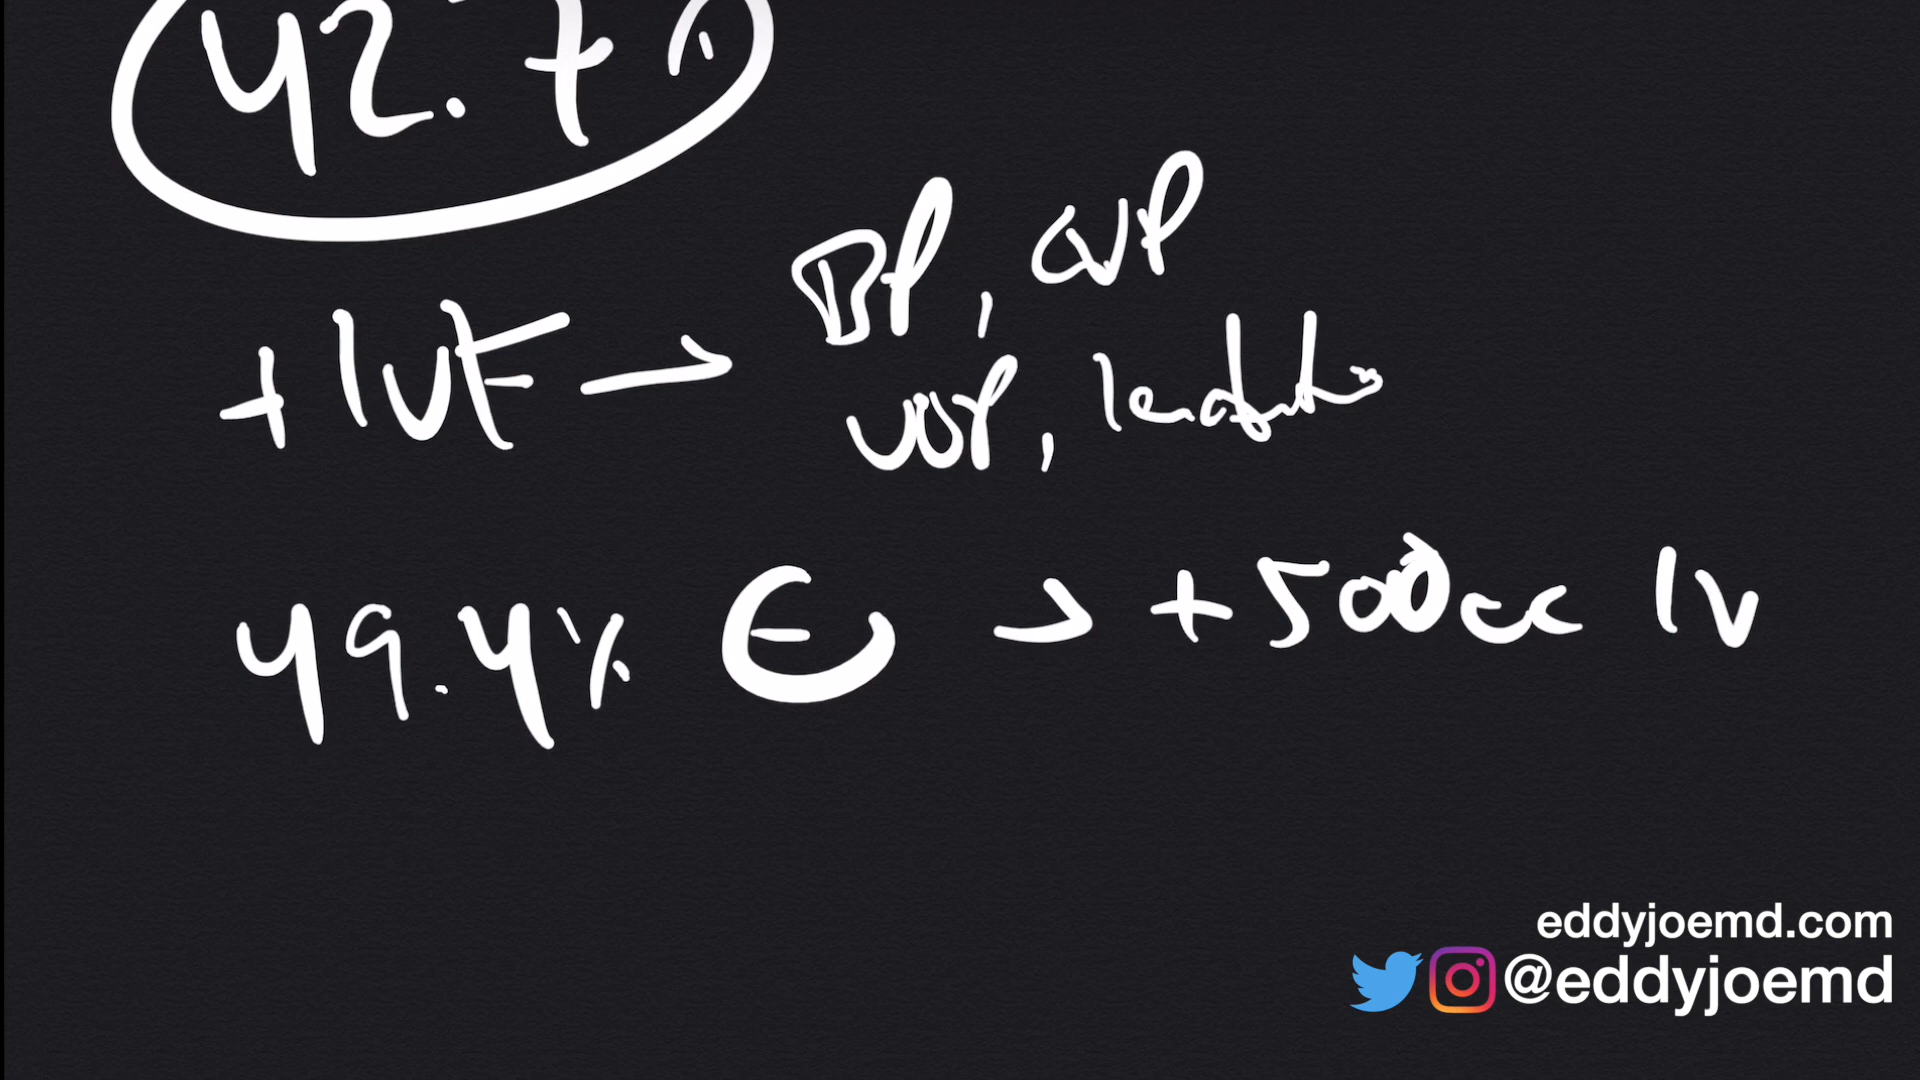 42.7%
+ IVF → BP, CVP
UOP, lactate
49.4% → +500cc IV
eddyjoemd.com
@eddyjoemd